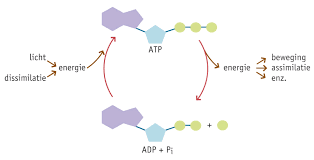 ATP
licht
dissimilatie
energie
energie
beweging
assimilatie
enz.
+
ADP + Pi